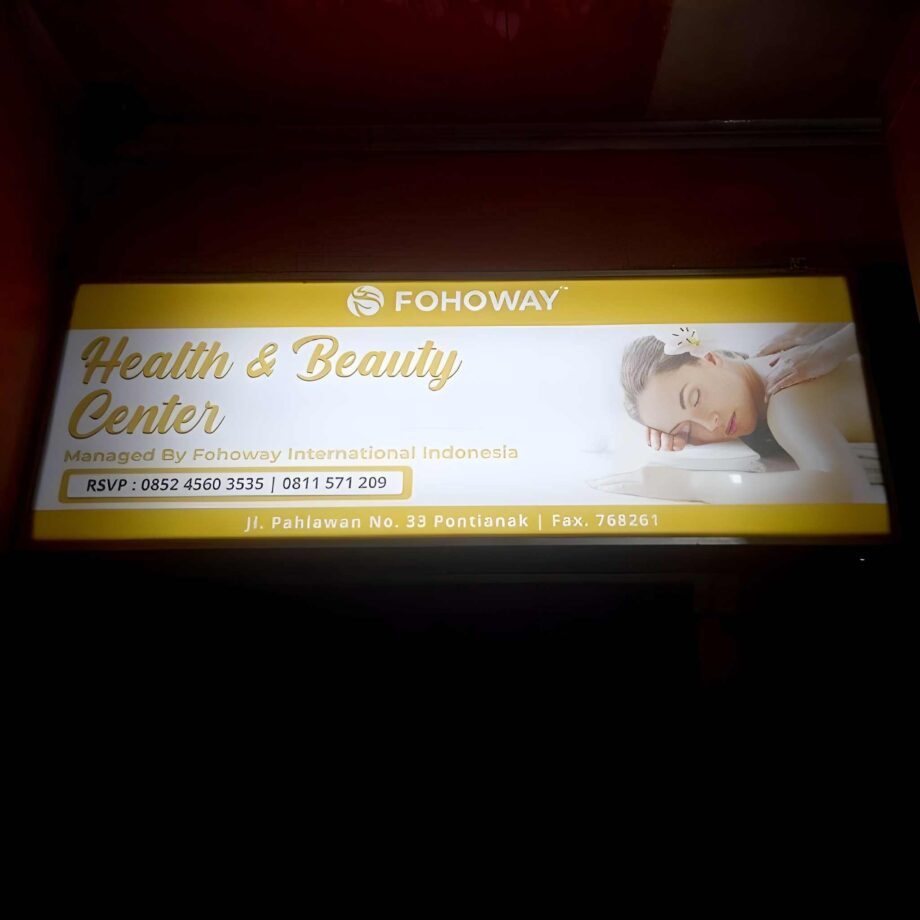 FOHOWAY
Health & Beauty
Center
Managed By Fohoway International Indonesia
RSVP : 0852 4560 3535 | 0811 571 209
Jl. Pahlawan No. 33 Pontianak | Fax. 768261